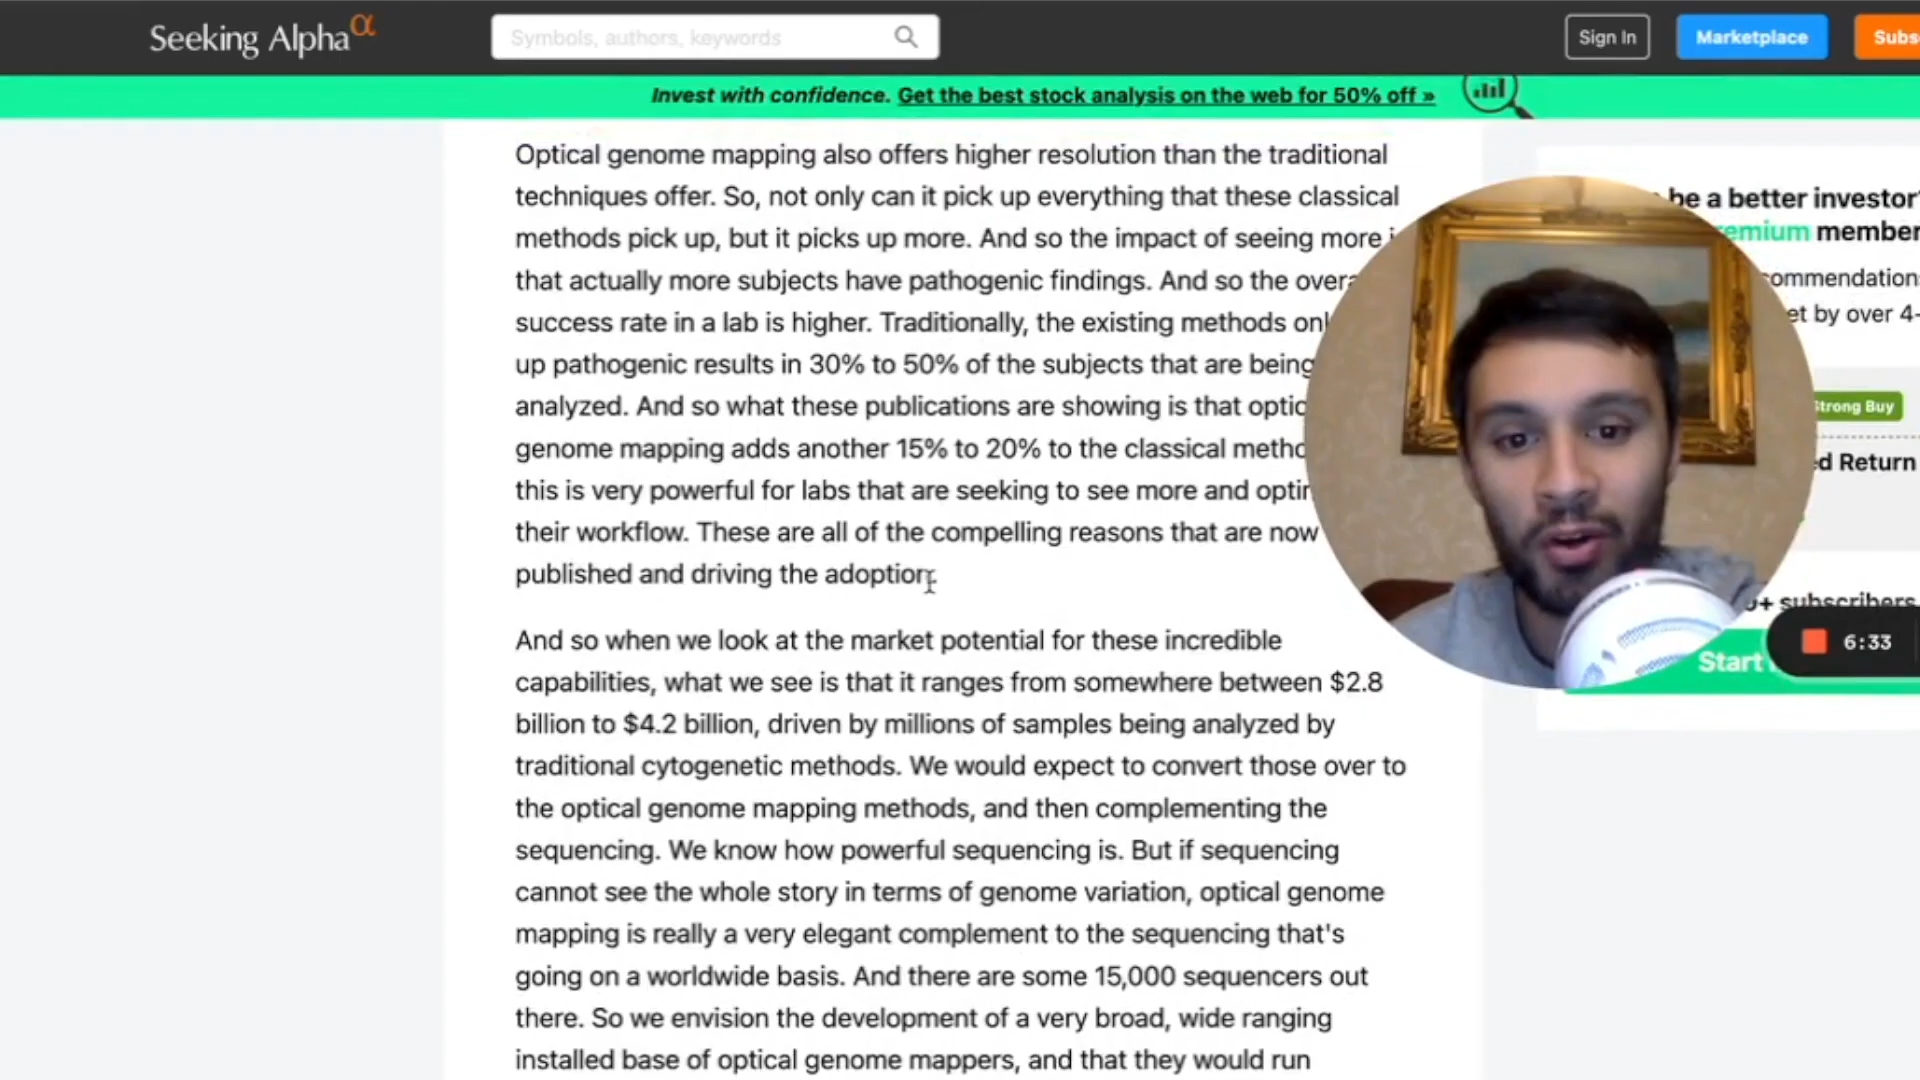 Seeking Alpha α
Symbols, authors, keywords
Sign In
Marketplace
Invest with confidence. Get the best stock analysis on the web for 50% off »
Optical genome mapping also offers higher resolution than the traditional
techniques offer. So, not only can it pick up everything that these classical
methods pick up, but it picks up more. And so the impact of seeing more
that actually more subjects have pathogenic findings. And so the
success rate in a lab is higher. Traditionally, the existing methods
up pathogenic results in 30% to 50% of the subjects that are being
analyzed. And so what these publications are showing is that
genome mapping adds another 15% to 20% to the classical
this is very powerful for labs that are seeking to see more and
their workflow. These are all of the compelling reasons that are now
published and driving the adoption.
And so when we look at the market potential for these incredible
capabilities, what we see is that it ranges from somewhere between $2.8
billion to $4.2 billion, driven by millions of samples being analyzed by
traditional cytogenetic methods. We would expect to convert those over to
the optical genome mapping methods, and then complementing the
sequencing. We know how powerful sequencing is. But if sequencing
cannot see the whole story in terms of genome variation, optical genome
mapping is really a very elegant complement to the sequencing that's
going on a worldwide basis. And there are some 15,000 sequencers out
there. So we envision the development of a very broad, wide ranging
installed base of optical genome mappers, and that they would run
be a better investor?
member
et by over 4-
Strong Buy
Return
subscribers
6:33
Start